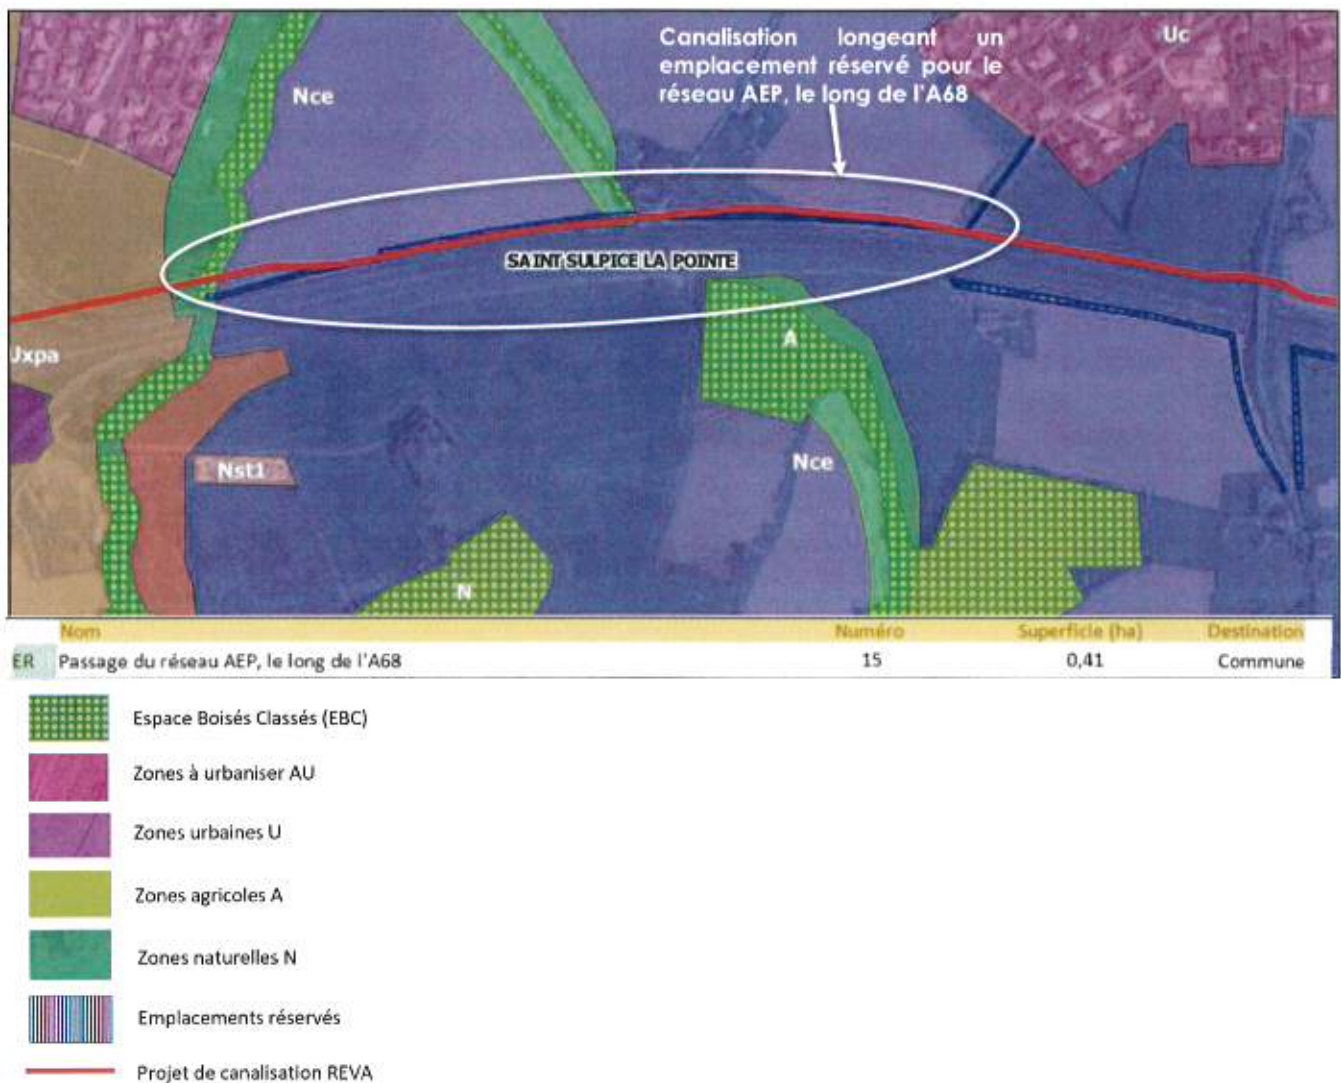 Canalisation longeant un
emplacement réservé pour le
réseau AEP, le long de l'A68
Uc
Nce
SAINT SULPICE LA POINTE
Jxpa
A
Nst1
Nce
N
Nom Numéro Superficie (ha) Destination
ER Passage du réseau AEP, le long de l'A68 15 0,41 Commune
Espace Boisés Classés (EBC)
Zones à urbaniser AU
Zones urbaines U
Zones agricoles A
Zones naturelles N
Emplacements réservés
Projet de canalisation REVA